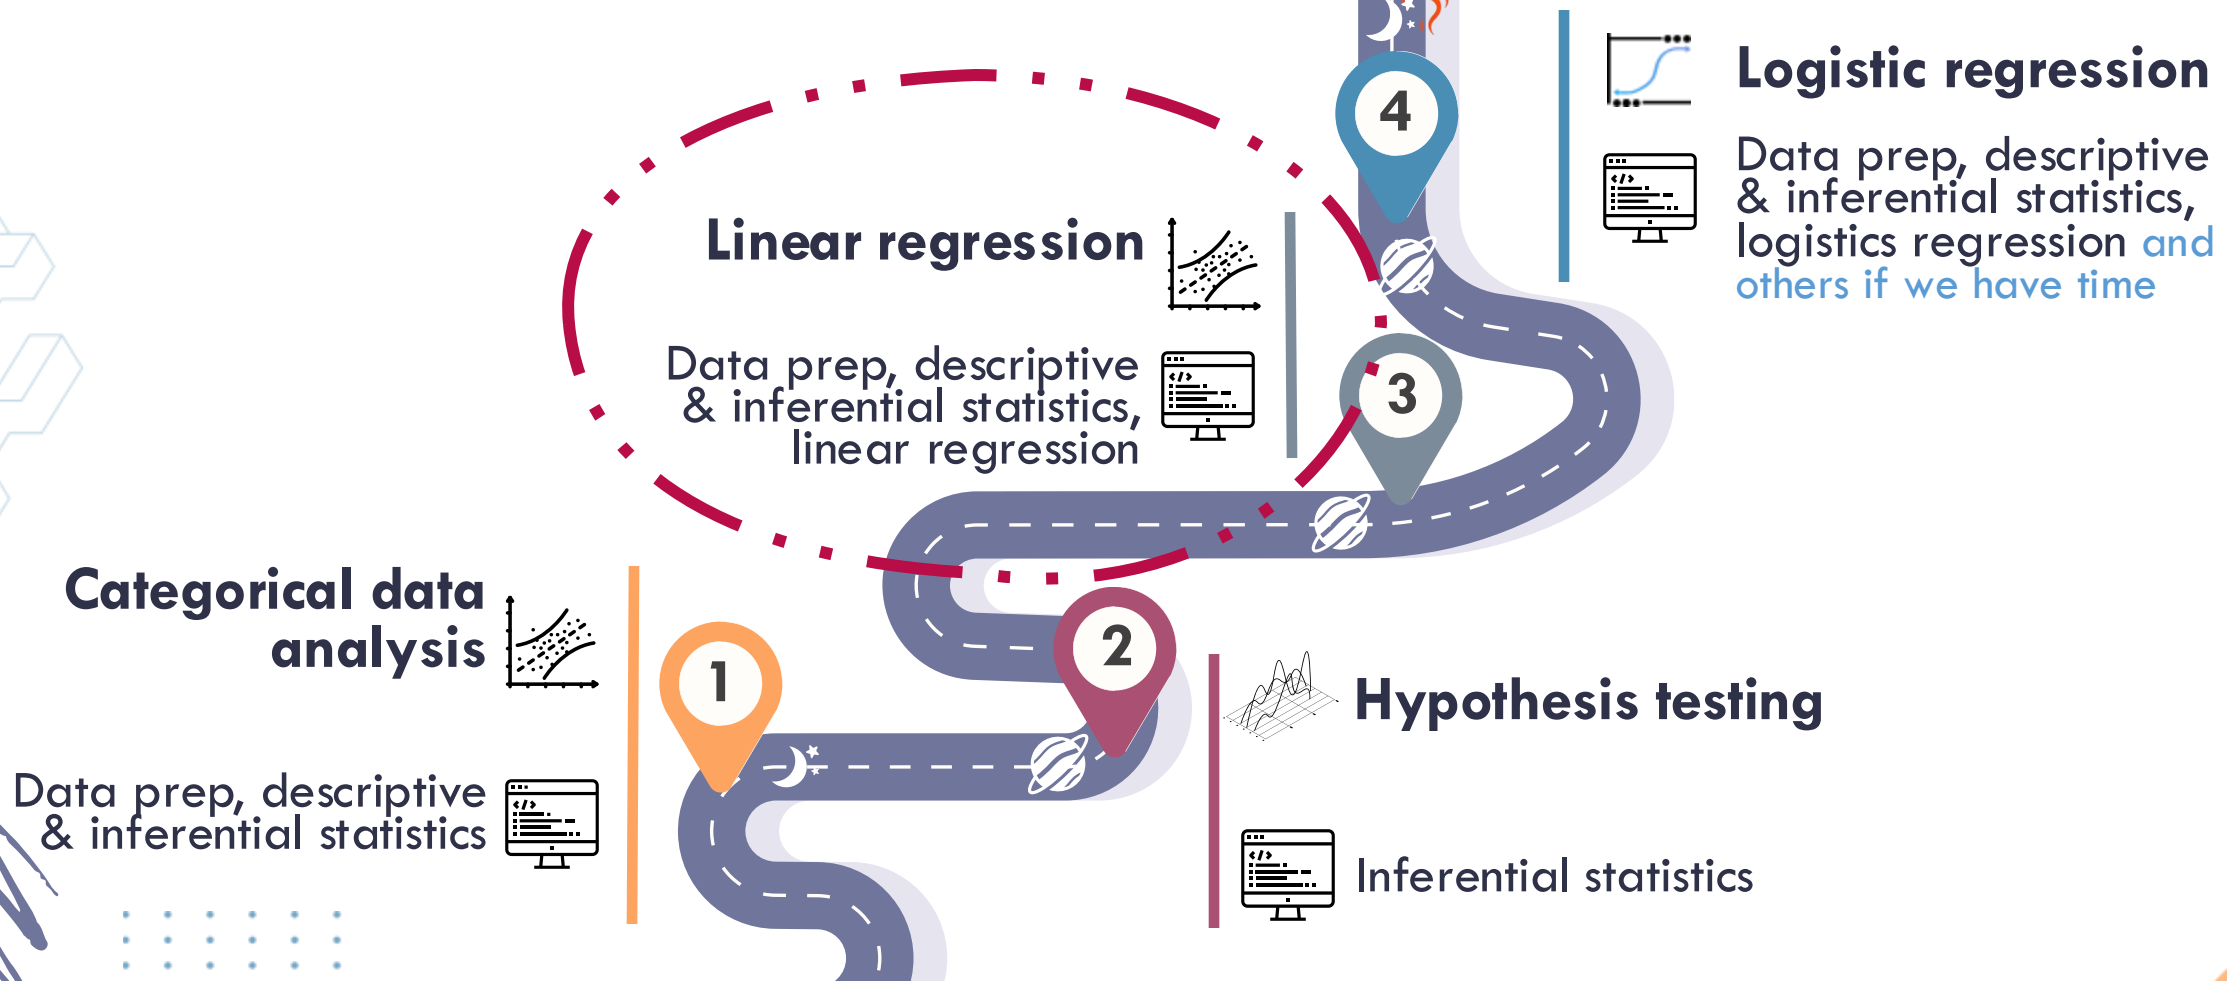 4
Logistic regression
Data prep, descriptive
& inferential statistics,
logistics regression and
others if we have time
Linear regression
Data prep, descriptive
& inferential statistics,
linear regression
3
Categorical data
analysis
Data prep, descriptive
& inferential statistics
1
2
Hypothesis testing
Inferential statistics